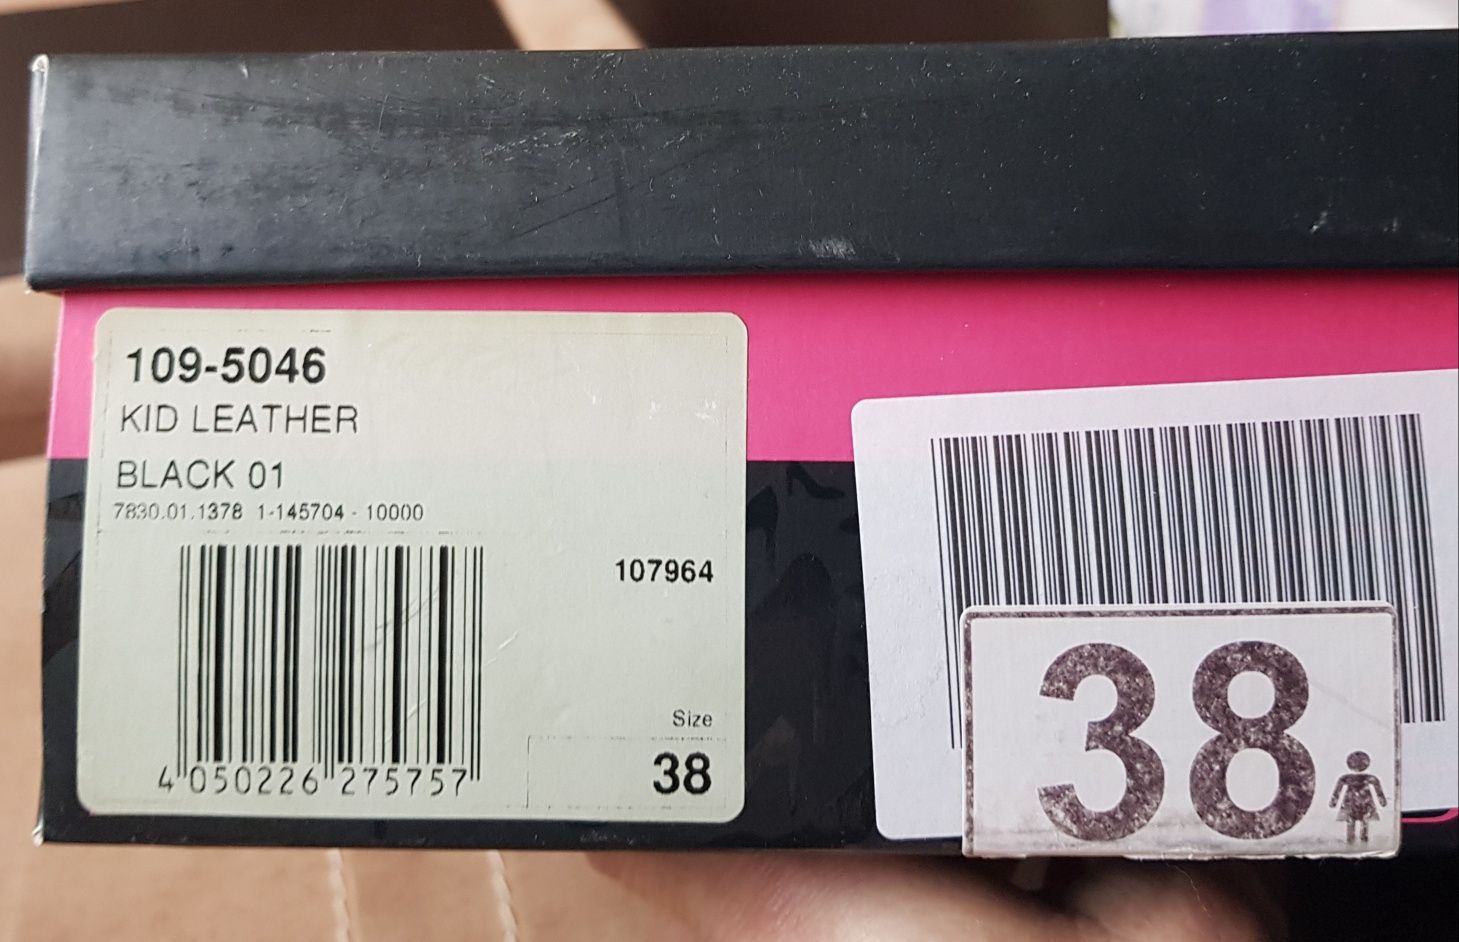 109-5046
KID LEATHER
BLACK 01
7830.01.1378 1-145704 - 10000
107964
4 050226 275757
Size
38
38